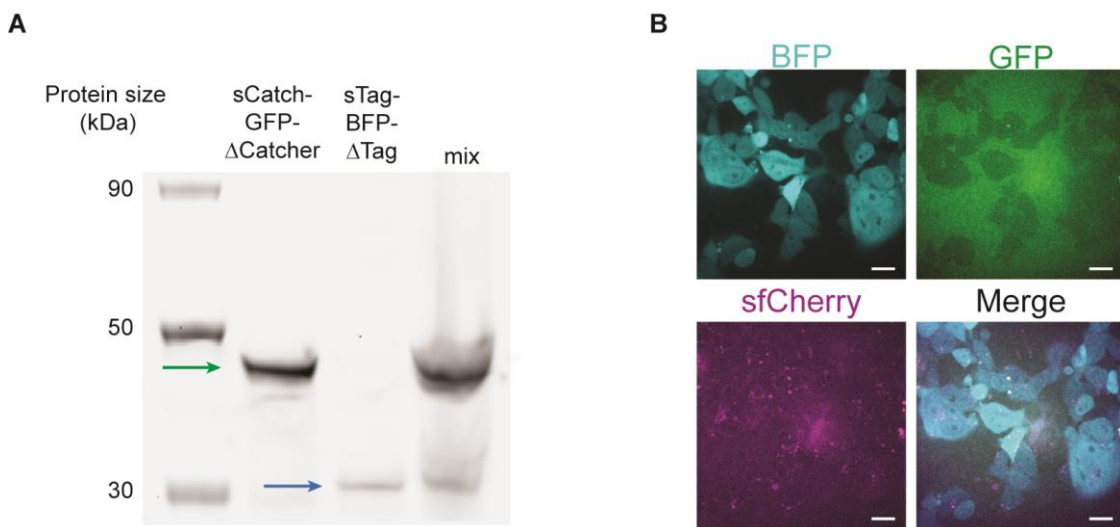 A
Protein size
(kDa)
sCatch-
GFP-
ΔCatcher
sTag-
BFP-
ΔTag
mix
90
50
30
B
BFP
GFP
sfCherry
Merge